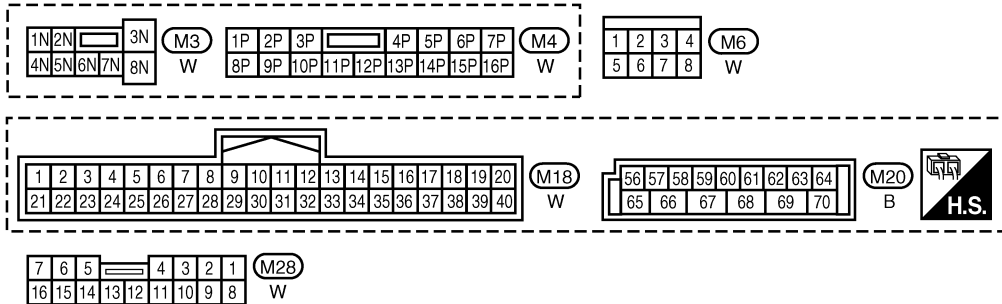 1N 2N 3N M3 1P 2P 3P 4P 5P 6P 7P M4 1 2 3 4 M6
4N 5N 6N 7N 8N W 8P 9P 10P 11P 12P 13P 14P 15P 16P W 5 6 7 8 W
1 2 3 4 5 6 7 8 9 10 11 12 13 14 15 16 17 18 19 20 M18 56 57 58 59 60 61 62 63 64 M20
21 22 23 24 25 26 27 28 29 30 31 32 33 34 35 36 37 38 39 40 W 65 66 67 68 69 70 B H.S.
7 6 5 4 3 2 1 M28
16 15 14 13 12 11 10 9 8 W